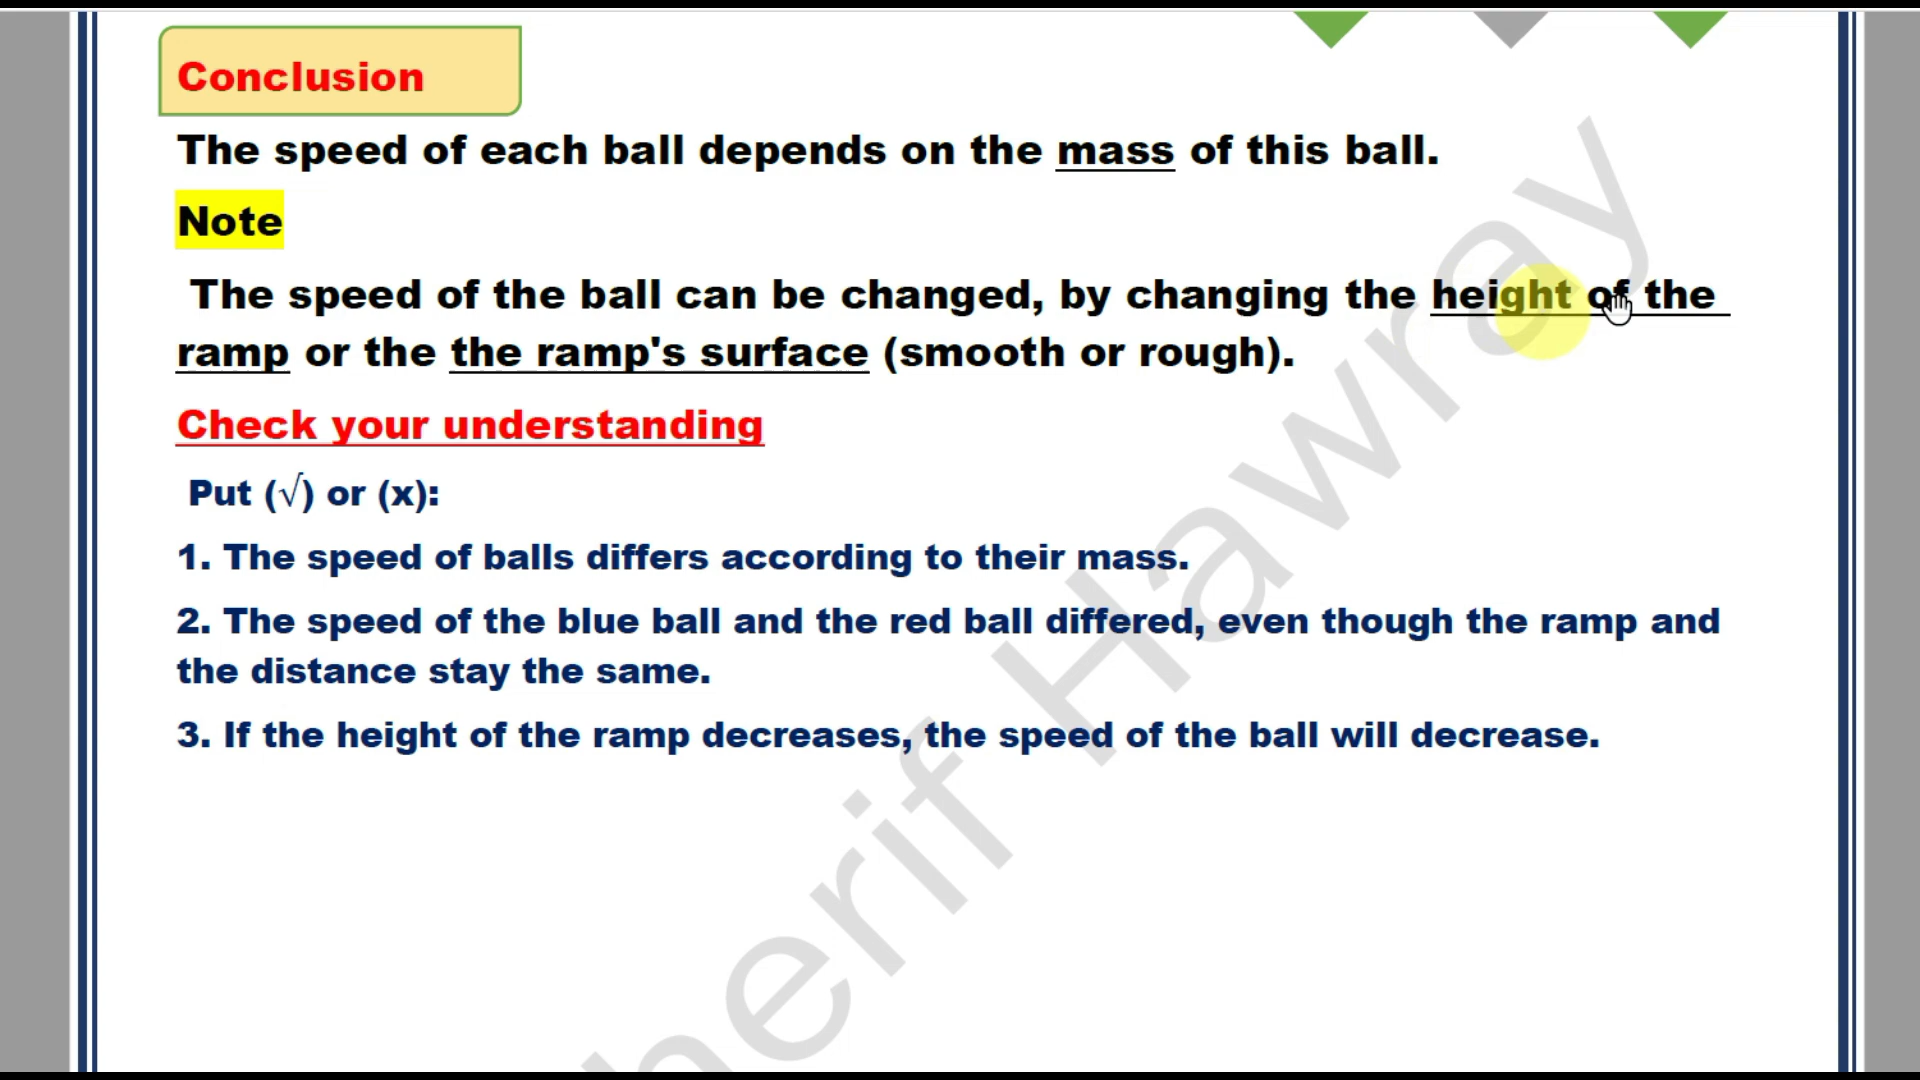 Conclusion
The speed of each ball depends on the mass of this ball.
Note
The speed of the ball can be changed, by changing the height of the
ramp or the the ramp's surface (smooth or rough).
Check your understanding
Put (√) or (x):
1. The speed of balls differs according to their mass.
2. The speed of the blue ball and the red ball differed, even though the ramp and
the distance stay the same.
3. If the height of the ramp decreases, the speed of the ball will decrease.
herif Hawray